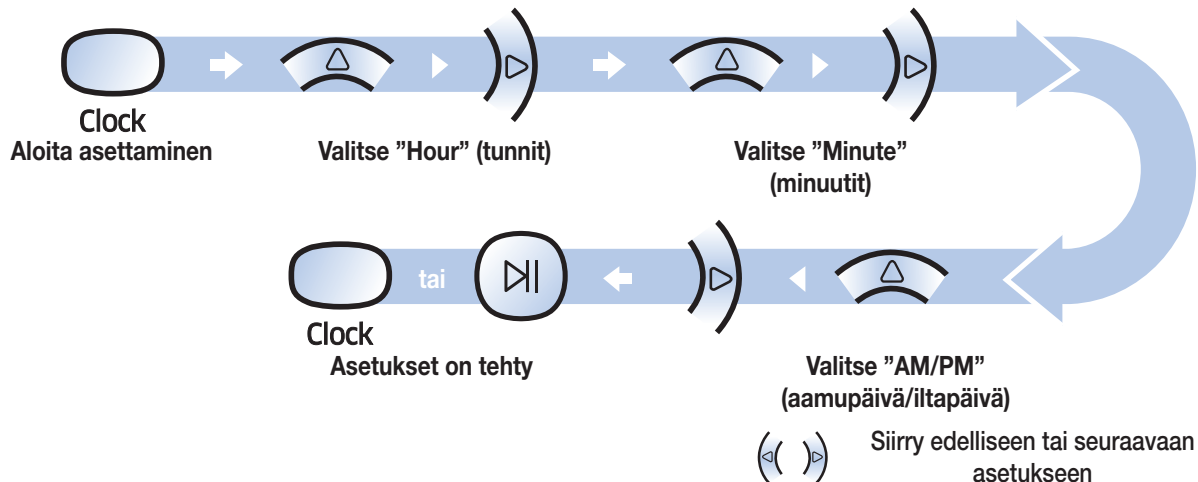 Clock
Aloita asettaminen
Valitse ”Hour” (tunnit)
Valitse ”Minute”
(minuutit)
tai
Clock
Asetukset on tehty
Valitse ”AM/PM”
(aamupäivä/iltapäivä)
Siirry edelliseen tai seuraavaan
asetukseen